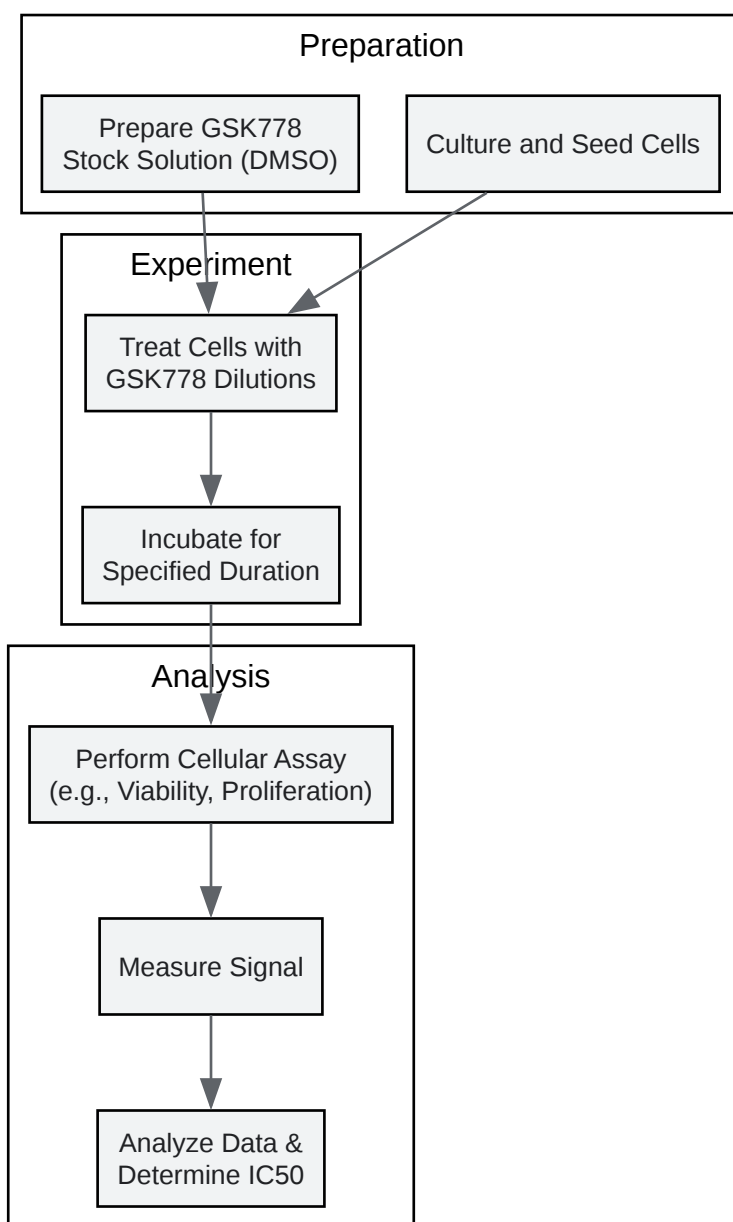 Preparation
Prepare GSK778
Stock Solution (DMSO)
Culture and Seed Cells
Experiment
Treat Cells with
GSK778 Dilutions
Incubate for
Specified Duration
Analysis
Perform Cellular Assay
(e.g., Viability, Proliferation)
Measure Signal
Analyze Data &
Determine IC50